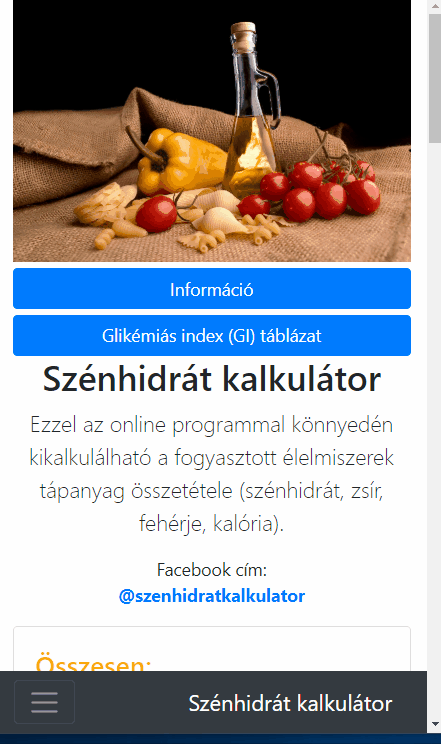 Információ
Glikémiás index (GI) táblázat
Szénhidrát kalkulátor
Ezzel az online programmal könnyedén
kikalkulálható a fogyasztott élelmiszerek
tápanyag összetétele (szénhidrát, zsír,
fehérje, kalória).
Facebook cím:
@szenhidratkalkulator
Összesen:
Szénhidrát kalkulátor